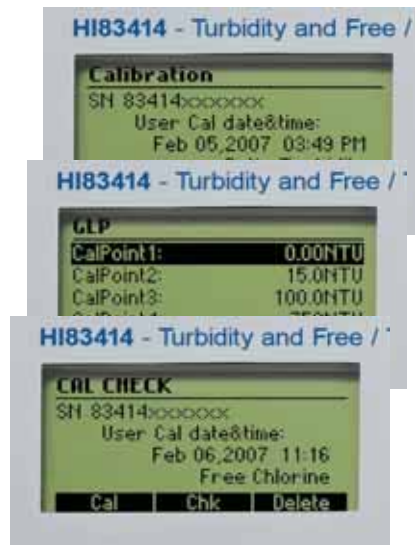 HI83414 - Turbidity and Free /
Calibration
SN 83414xxxxxxx
User Cal date&time:
Feb 05,2007 03:49 PM
HI83414 - Turbidity and Free /
GLP
CalPoint1: 0.00NTU
CalPoint2: 15.0NTU
CalPoint3: 100.0NTU
HI83414 - Turbidity and Free /
CAL CHECK
SN 83414xxxxxxx
User Cal date&time:
Feb 06,2007 11:16
Free Chlorine
Cal Chk Delete